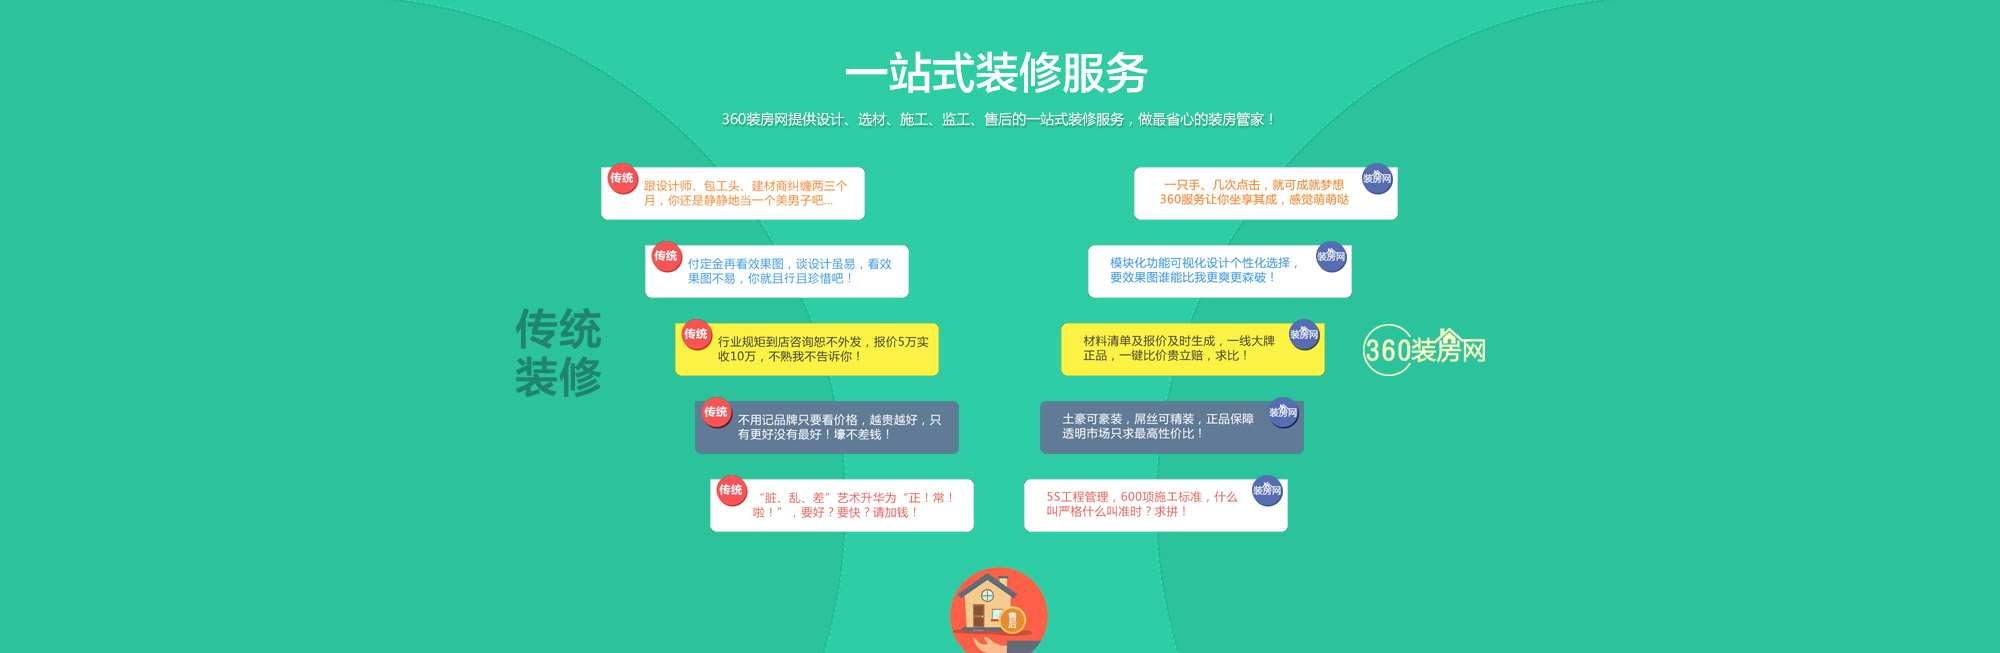 一站式装修服务
360装房网提供设计、选材、施工、监工、售后的一站式装修服务，做最省心的装房管家！
传统
跟设计师、包工头、建材商纠缠两三个
月，你还是静静地当一个美男子吧...
一只手、几次点击，就可成就梦想
360服务让你坐享其成，感觉萌萌哒
装房网
传统
付定金再看效果图，谈设计虽易，看效
果图不易，你就且行且珍惜吧！
模块化功能可视化设计个性化选择，
要效果图谁能比我更爽更森破！
装房网
传统
装修
传统
行业规矩到店咨询恕不外发，报价5万实
收10万，不熟我不告诉你！
材料清单及报价及时生成，一线大牌
正品，一键比价贵立赔，求比！
装房网
360装房网
传统
不用记品牌只要看价格，越贵越好，只
有更好没有最好！壕不差钱！
土豪可豪装，屌丝可精装，正品保障
透明市场只求最高性价比！
装房网
传统
“脏、乱、差”艺术升华为“正！常！
啦！”，要好？要快？请加钱！
5S工程管理，600项施工标准，什么
叫严格什么叫准时？求拼！
装房网
售
后